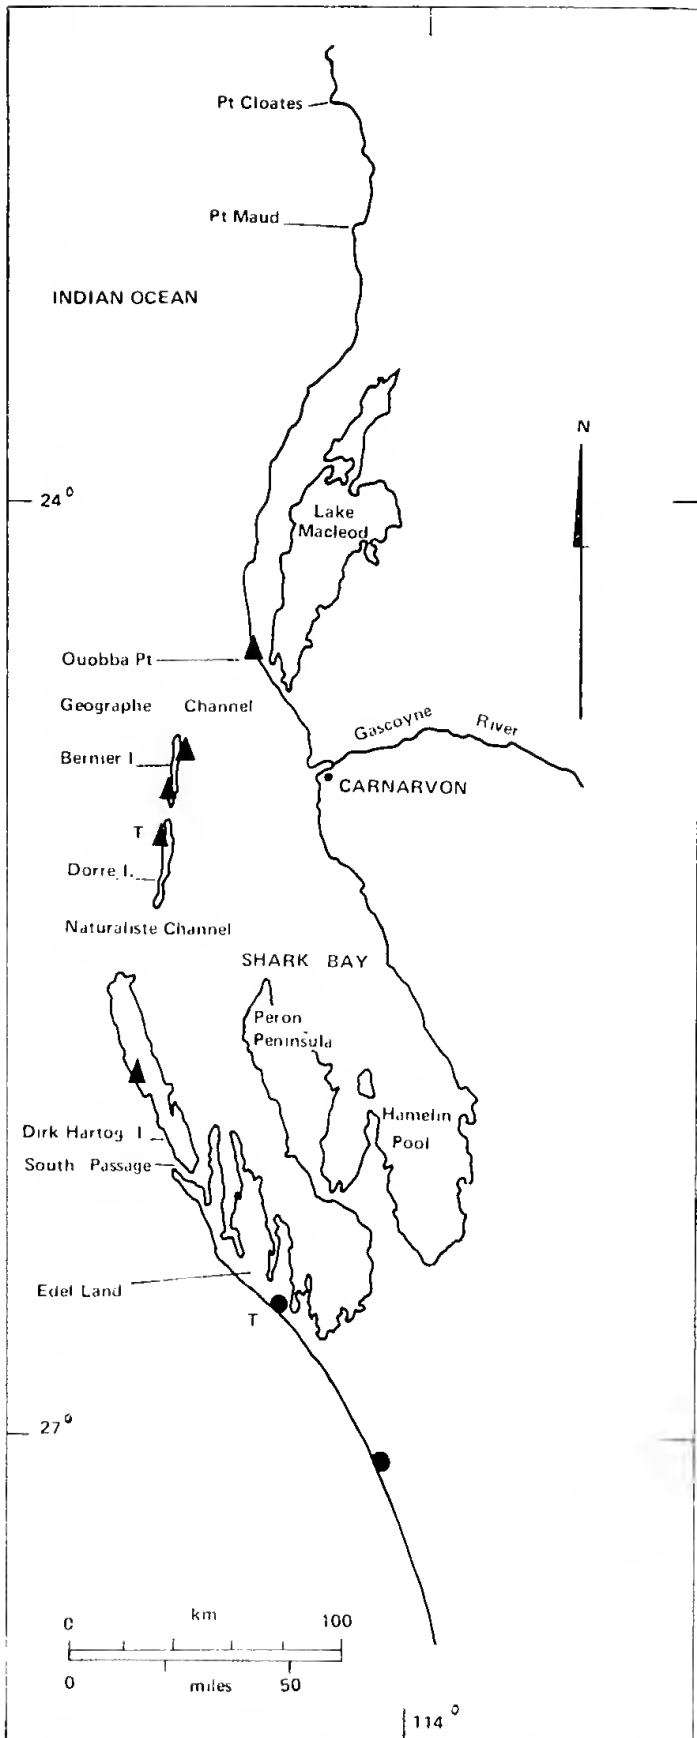 Pt Cloates
Pt Maud
INDIAN OCEAN
N
24°
Lake
Macleod
Quobba Pt
Geographe Channel
Gascoyne River
Bernier I.
CARNARVON
T
Dorre I.
Naturaliste Channel
SHARK BAY
Peron
Peninsula
Hamelin
Pool
Dirk Hartog I
South Passage
Edel Land
T
27°
0 km 100
0 miles 50
114°